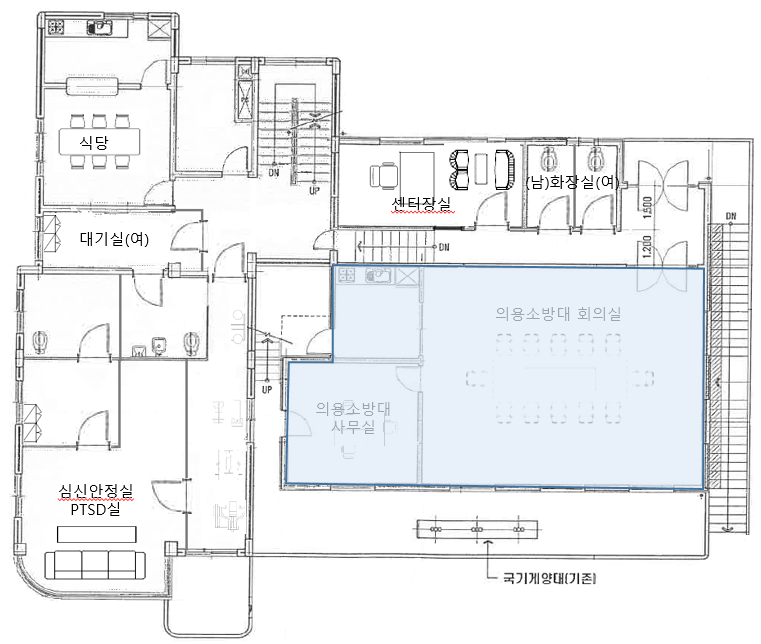 식당
DN
UP
센터장실
(남)화장실(여)
대기실(여)
DN
1,500
1,200
DN
의용소방대 회의실
UP
의용소방대
사무실
심신안정실
PTSD실
국기게양대(기존)